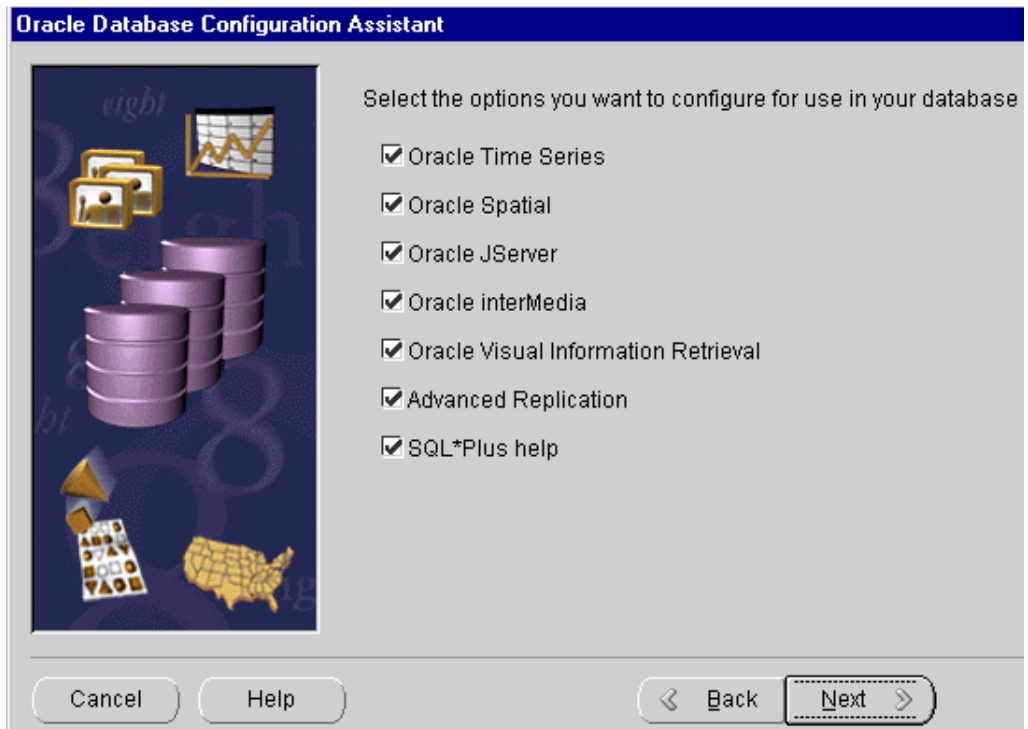 Oracle Database Configuration Assistant
eight
Select the options you want to configure for use in your database
Oracle Time Series
Oracle Spatial
Oracle JServer
Oracle interMedia
Oracle Visual Information Retrieval
Advanced Replication
SQL*Plus help
8
Cancel
Help
Back
Next